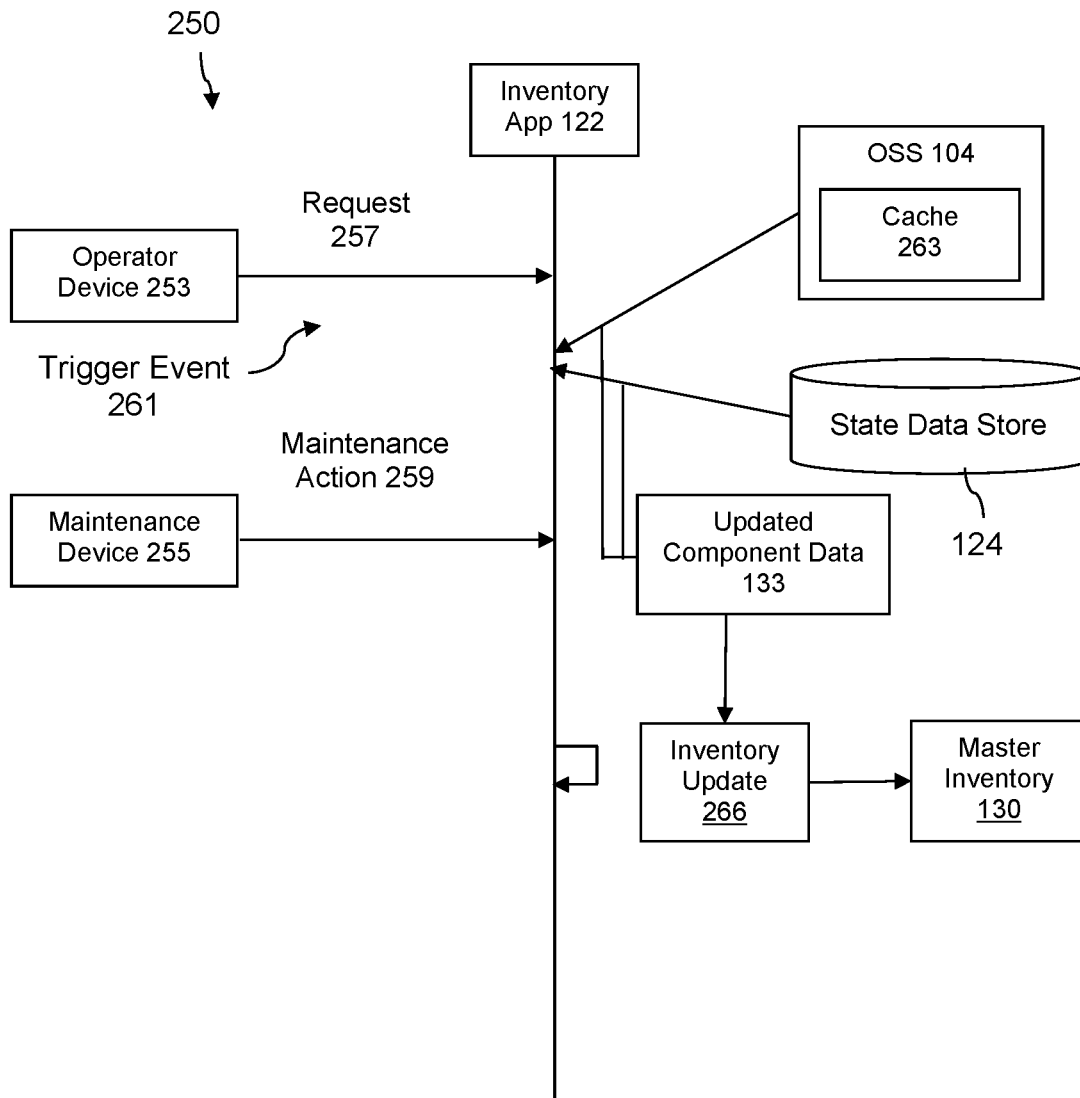 250
Inventory
App 122
OSS 104
Cache
263
Request
257
Operator
Device 253
Trigger Event
261
State Data Store
124
Maintenance
Action 259
Maintenance
Device 255
Updated
Component Data
133
Inventory
Update
266
Master
Inventory
130